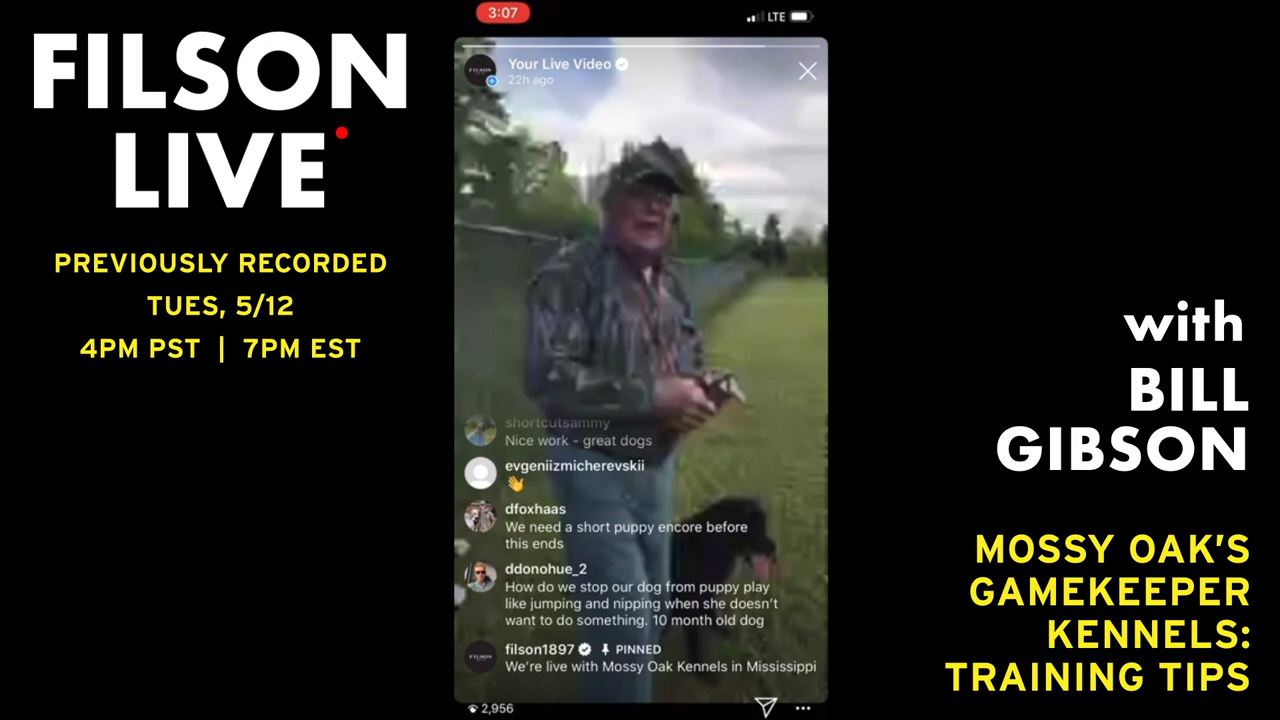 FILSON
LIVE
PREVIOUSLY RECORDED
TUES, 5/12
4PM PST | 7PM EST
3:07
LTE
FILSON
Your Live Video
22h ago
shortcutsammy
Nice work - great dogs
evgeniizmicherevskii
👋
dfoxhaas
We need a short puppy encore before
this ends
ddonohue_2
How do we stop our dog from puppy play
like jumping and nipping when she doesn't
want to do something. 10 month old dog
FILSON
filson1897 PINNED
We're live with Mossy Oak Kennels in Mississippi
2,956
with
BILL
GIBSON
MOSSY OAK'S
GAMEKEEPER
KENNELS:
TRAINING TIPS